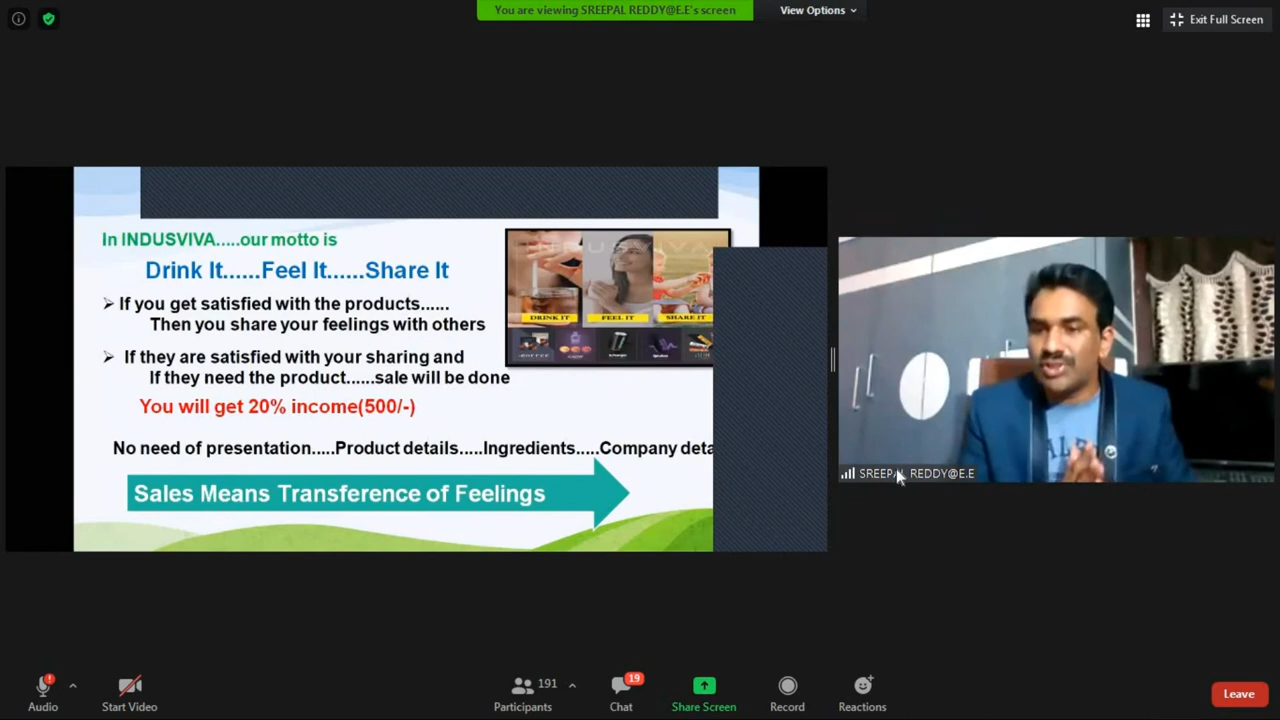 You are viewing SREEPAL REDDY@E.E's screen
View Options
Exit Full Screen
In INDUSVIVA.....our motto is
Drink It......Feel It......Share It
If you get satisfied with the products......
Then you share your feelings with others
If they are satisfied with your sharing and
If they need the product......sale will be done
You will get 20% income(500/-)
No need of presentation.....Product details.....Ingredients.....Company deta
Sales Means Transference of Feelings
INDUSVIVA
DRINK IT
FEEL IT
SHARE IT
SREEPAL REDDY@E.E
Audio
Start Video
191
Participants
19
Chat
Share Screen
Record
Reactions
Leave